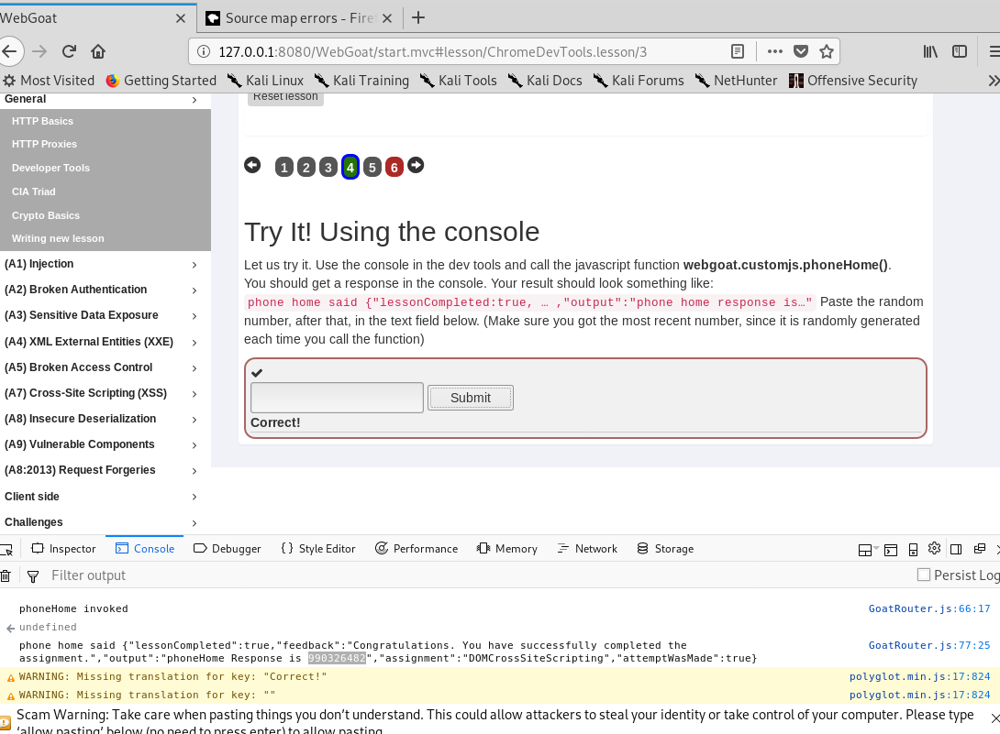 WebGoat
Source map errors - Fire
127.0.0.1:8080/WebGoat/start.mvc#lesson/ChromeDevTools.lesson/3
Most Visited Getting Started Kali Linux Kali Training Kali Tools Kali Docs Kali Forums NetHunter Offensive Security
Reset lesson
General
HTTP Basics
HTTP Proxies
Developer Tools
CIA Triad
Crypto Basics
Writing new lesson
(A1) Injection
(A2) Broken Authentication
(A3) Sensitive Data Exposure
(A4) XML External Entities (XXE)
(A5) Broken Access Control
(A7) Cross-Site Scripting (XSS)
(A8) Insecure Deserialization
(A9) Vulnerable Components
(A8:2013) Request Forgeries
Client side
Challenges
1 2 3 4 5 6
Try It! Using the console
Let us try it. Use the console in the dev tools and call the javascript function webgoat.customjs.phoneHome().
You should get a response in the console. Your result should look something like:
phone home said {"lessonCompleted:true, … ,"output":"phone home response is…" Paste the random
number, after that, in the text field below. (Make sure you got the most recent number, since it is randomly generated
each time you call the function)
Submit
Correct!
Inspector Console Debugger {} Style Editor Performance Memory Network Storage
Filter output
Persist Log
phoneHome invoked GoatRouter.js:66:17
undefined
phone home said {"lessonCompleted":true,"feedback":"Congratulations. You have successfully completed the GoatRouter.js:77:25
assignment.","output":"phoneHome Response is 990326482","assignment":"DOMCrossSiteScripting","attemptWasMade":true}
WARNING: Missing translation for key: "Correct!" polyglot.min.js:17:824
WARNING: Missing translation for key: "" polyglot.min.js:17:824
Scam Warning: Take care when pasting things you don’t understand. This could allow attackers to steal your identity or take control of your computer. Please type
‘allow pasting’ below (no need to press enter) to allow pasting.